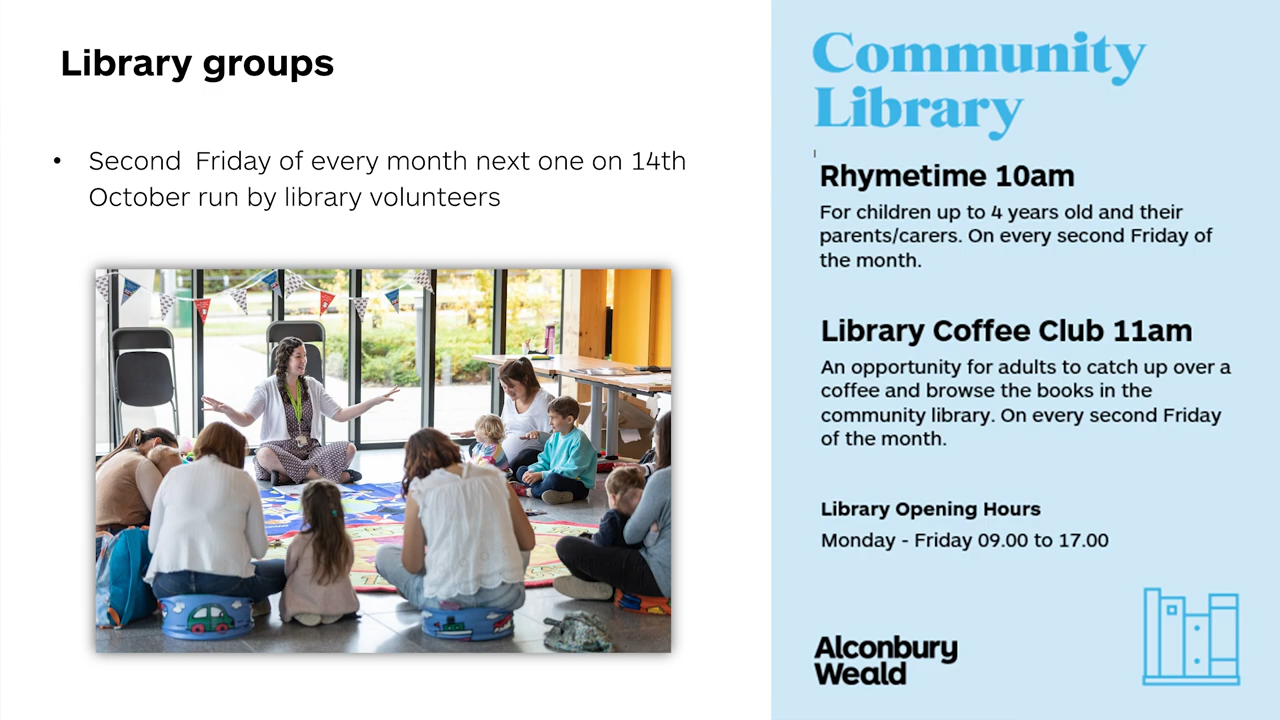 Library groups
• Second  Friday of every month next one on 14th
October run by library volunteers
Community
Library
Rhymetime 10am
For children up to 4 years old and their
parents/carers. On every second Friday of
the month.
Library Coffee Club 11am
An opportunity for adults to catch up over a
coffee and browse the books in the
community library. On every second Friday
of the month.
Library Opening Hours
Monday - Friday 09.00 to 17.00
Alconbury
Weald